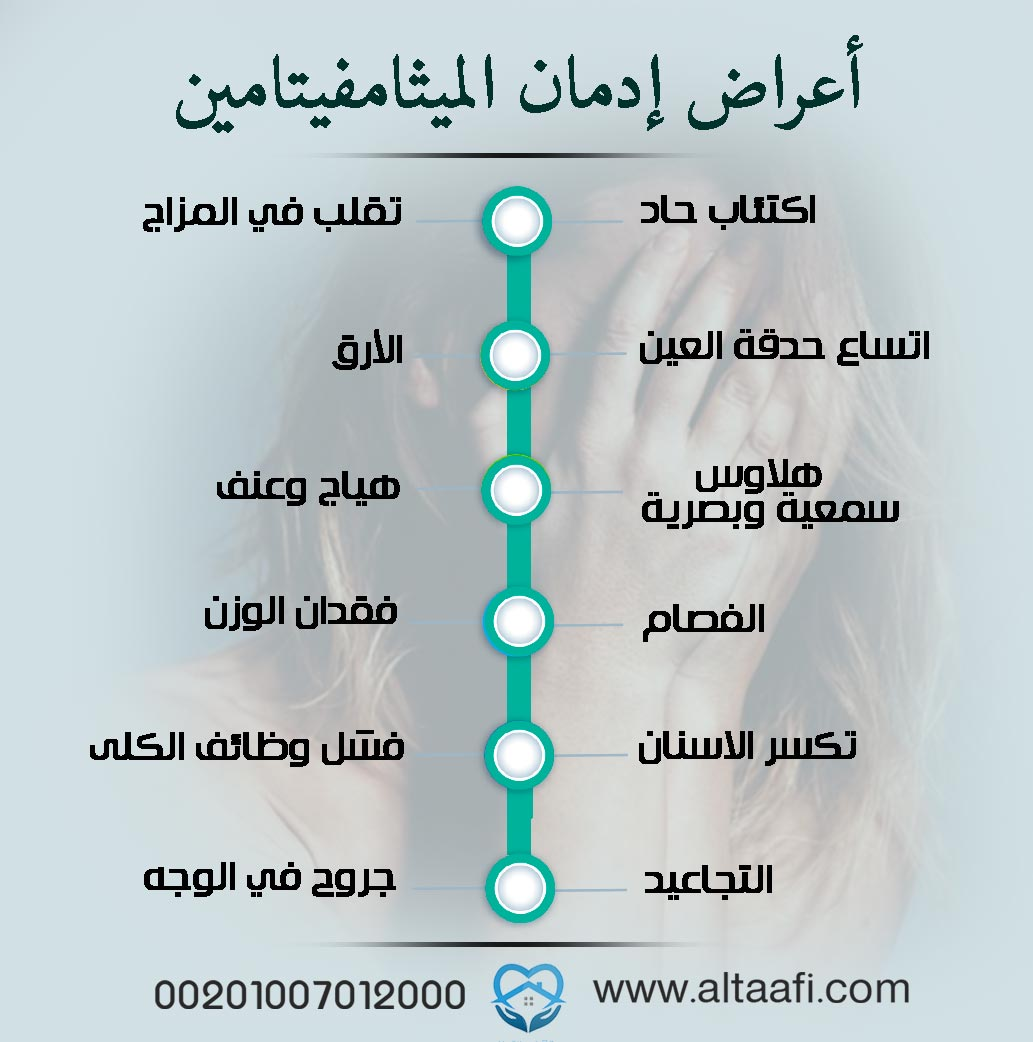 أعراض إدمان الميثامفيتامين
اكتئاب حاد
تقلب في المزاج
اتساع حدقة العين
الأرق
هلاوس
سمعية وبصرية
هياج وعنف
الفصام
فقدان الوزن
تكسر الاسنان
فشل وظائف الكلى
التجاعيد
جروح في الوجه
www.altaafi.com
00201007012000